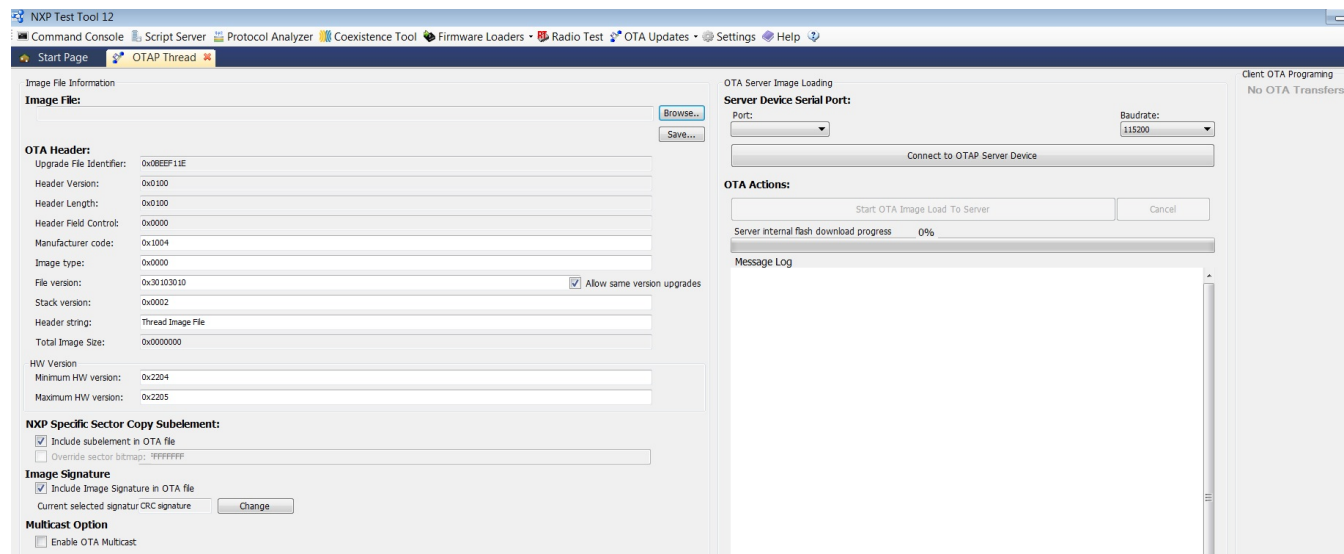 NXP Test Tool 12
Command Console Script Server Protocol Analyzer Coexistence Tool Firmware Loaders Radio Test OTA Updates Settings Help
Start Page OTAP Thread
Image File Information
Image File:
Browse..
Save...
OTA Header:
Upgrade File Identifier: 0x0BEEF11E
Header Version: 0x0100
Header Length: 0x0100
Header Field Control: 0x0000
Manufacturer code: 0x1004
Image type: 0x0000
File version: 0x30103010 Allow same version upgrades
Stack version: 0x0002
Header string: Thread Image File
Total Image Size: 0x0000000
HW Version
Minimum HW version: 0x2204
Maximum HW version: 0x2205
NXP Specific Sector Copy Subelement:
Include subelement in OTA file
Override sector bitmap: FFFFFFF
Image Signature
Include Image Signature in OTA file
Current selected signatur CRC signature Change
Multicast Option
Enable OTA Multicast
OTA Server Image Loading
Server Device Serial Port:
Port: Baudrate:
115200
Connect to OTAP Server Device
OTA Actions:
Start OTA Image Load To Server Cancel
Server internal flash download progress 0%
Message Log
Client OTA Programing
No OTA Transfers